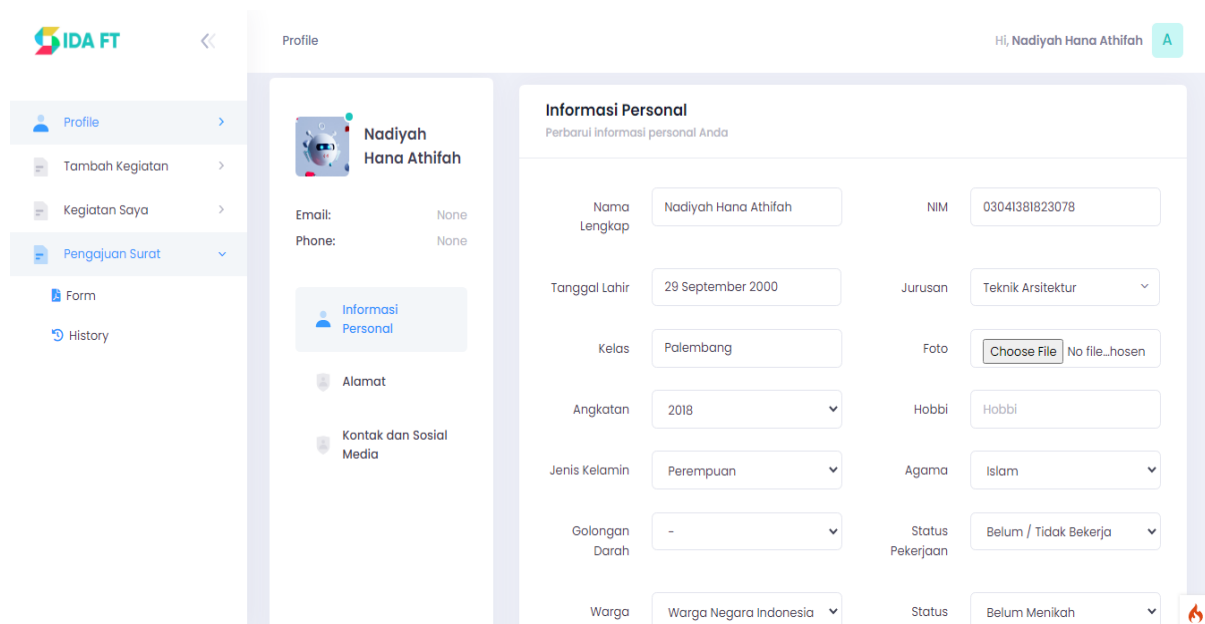 IDA FT
Profile
Hi, Nadiyah Hana Athifah
A
Profile
Tambah Kegiatan
Kegiatan Saya
Pengajuan Surat
Form
History
Nadiyah
Hana Athifah
Email: None
Phone: None
Informasi
Personal
Alamat
Kontak dan Sosial
Media
Informasi Personal
Perbarui informasi personal Anda
Nama
Lengkap
Nadiyah Hana Athifah
NIM
03041381823078
Tanggal Lahir
29 September 2000
Jurusan
Teknik Arsitektur
Kelas
Palembang
Foto
Choose File No file...hosen
Angkatan
2018
Hobbi
Hobbi
Jenis Kelamin
Perempuan
Agama
Islam
Golongan
Darah
-
Status
Pekerjaan
Belum / Tidak Bekerja
Warga
Warga Negara Indonesia
Status
Belum Menikah